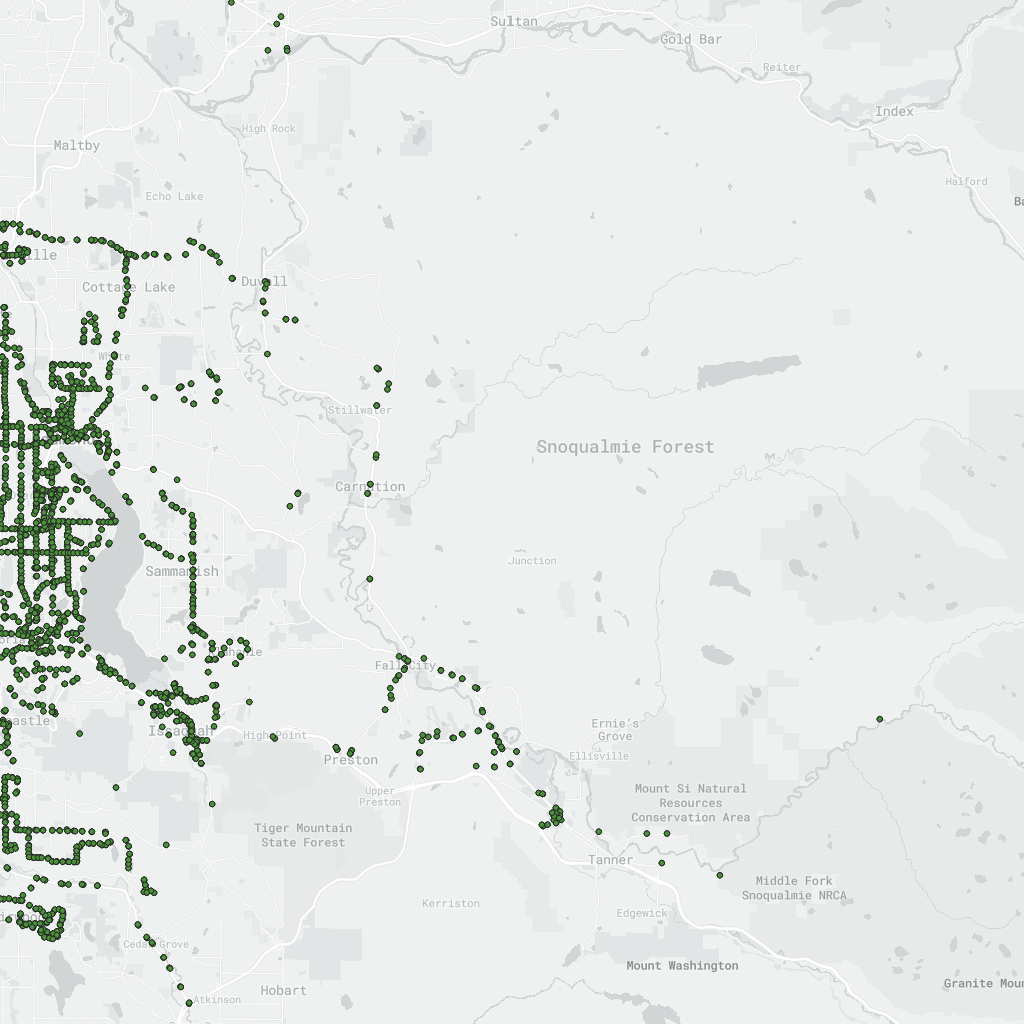 Sultan
Gold Bar
Reiter
Index
High Rock
Maltby
Halford
Ba
Echo Lake
ille
Duvall
Cottage Lake
White
Stillwater
Snoqualmie Forest
Carnation
Junction
Sammamish
Fall City
Ernie's
Grove
Issaquah
castle
High Point
Preston
Ellisville
Upper
Preston
Mount Si Natural
Resources
Conservation Area
Tiger Mountain
State Forest
Tanner
Middle Fork
Snoqualmie NRCA
Kerriston
Edgewick
Cedar Grove
Mount Washington
Granite Moun
Hobart
Atkinson